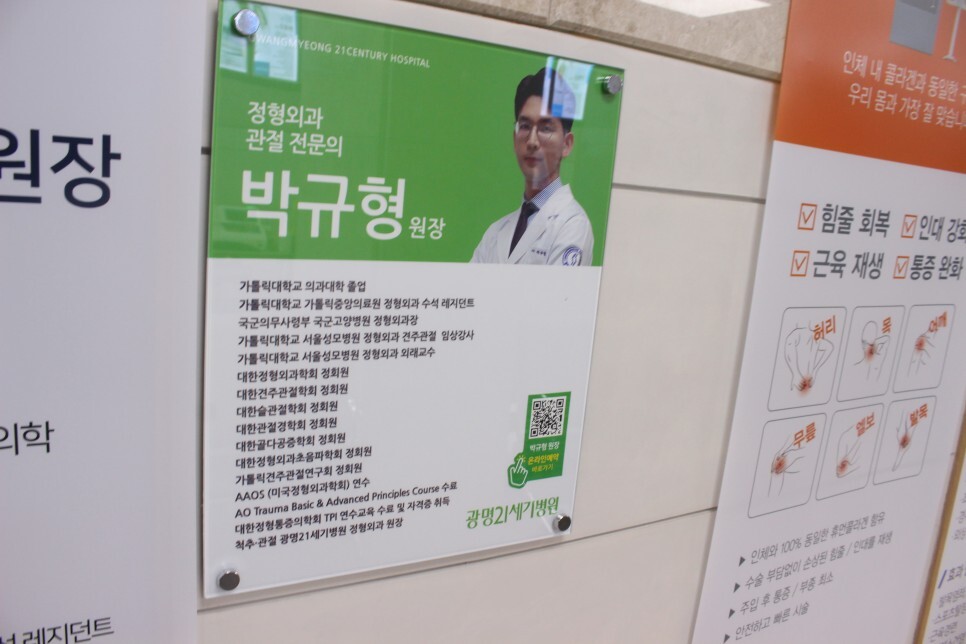 원장
의학
레지던트
GWANGMYEONG 21CENTURY HOSPITAL
정형외과
관절 전문의
박규형 원장
가톨릭대학교 의과대학 졸업
가톨릭대학교 가톨릭중앙의료원 정형외과 수석 레지던트
국군의무사령부 국군고양병원 정형외과장
가톨릭대학교 서울성모병원 정형외과 견주관절 임상강사
가톨릭대학교 서울성모병원 정형외과 외래교수
대한정형외과학회 정회원
대한견주관절학회 정회원
대한슬관절학회 정회원
대한관절경학회 정회원
대한골다공증학회 정회원
대한정형외과초음파학회 정회원
가톨릭견주관절연구회 정회원
AAOS (미국정형외과학회) 연수
AO Trauma Basic & Advanced Principles Course 수료
대한정형통증의학회 TPI 연수교육 수료 및 자격증 취득
척추·관절 광명21세기병원 정형외과 원장
박규형 원장
온라인예약
바로가기
광명21세기병원
인체 내 콜라겐과 동일한
우리 몸과 가장 잘 맞습니
힘줄 회복
인대 강화
근육 재생
통증 완화
허리
목
어깨
무릎
엘보
발목
▶ 인체와 100% 동일한 휴먼콜라겐 함유
▶ 수술 부담없이 손상된 힘줄 / 인대를 재생
▶ 주입 후 통증 / 부종 최소
▶ 안전하고 빠른 시술
효과